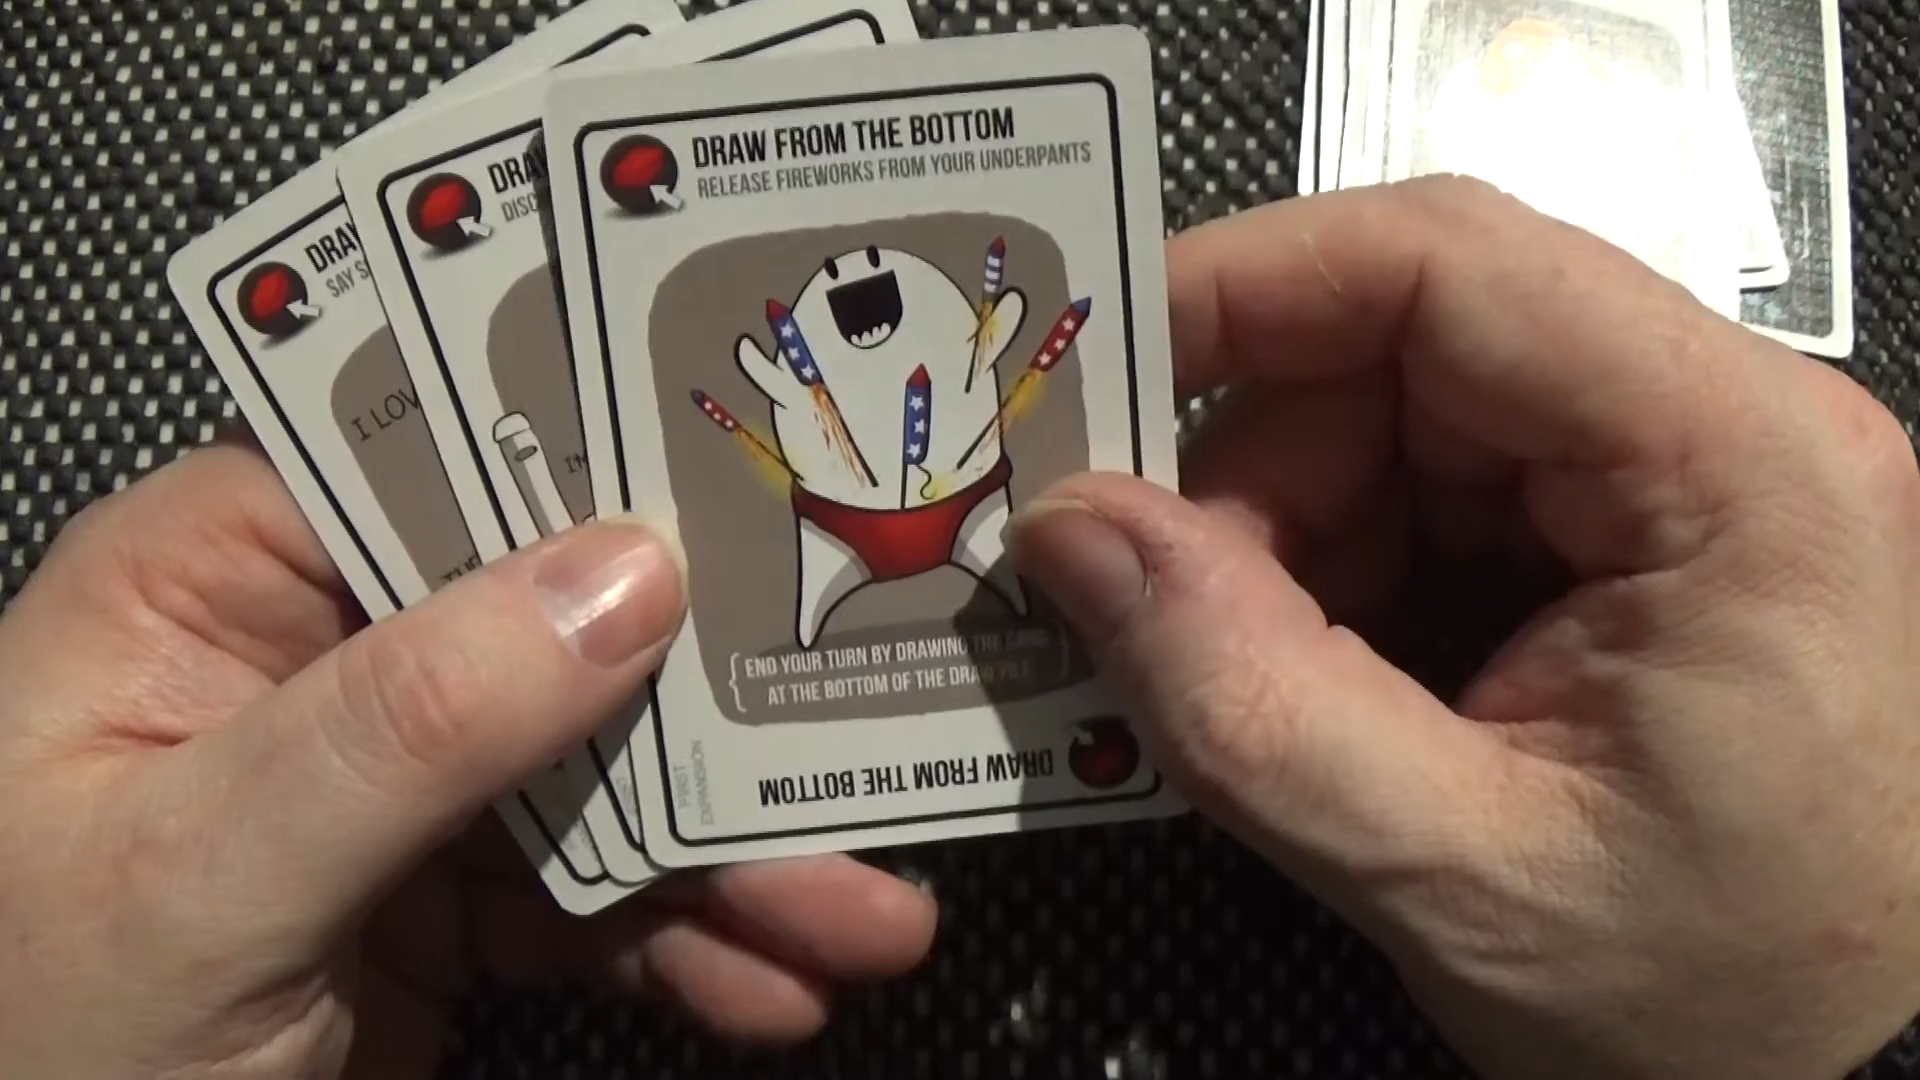 DRAW FROM THE BOTTOM
RELEASE FIREWORKS FROM YOUR UNDERPANTS
END YOUR TURN BY DRAWING THE CARD
AT THE BOTTOM OF THE DRAW PILE
DRAW FROM THE BOTTOM
FIRST
EXPANSION
DRA
DISC
DRAW
SAY S
I LOV